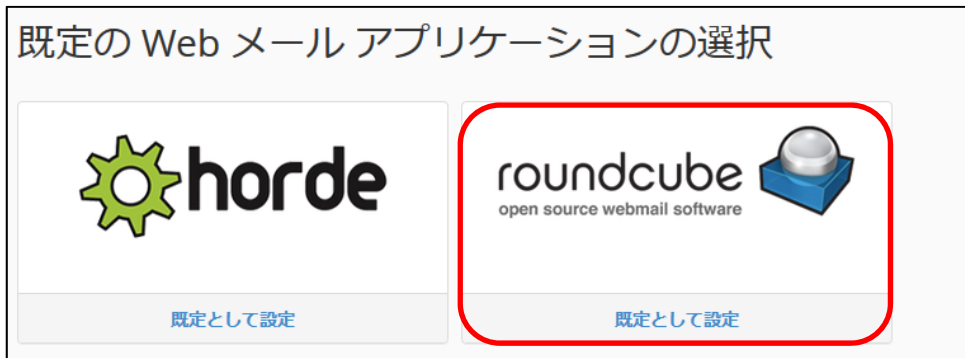 既定の Web メール アプリケーションの選択
horde
roundcube
open source webmail software
既定として設定
既定として設定